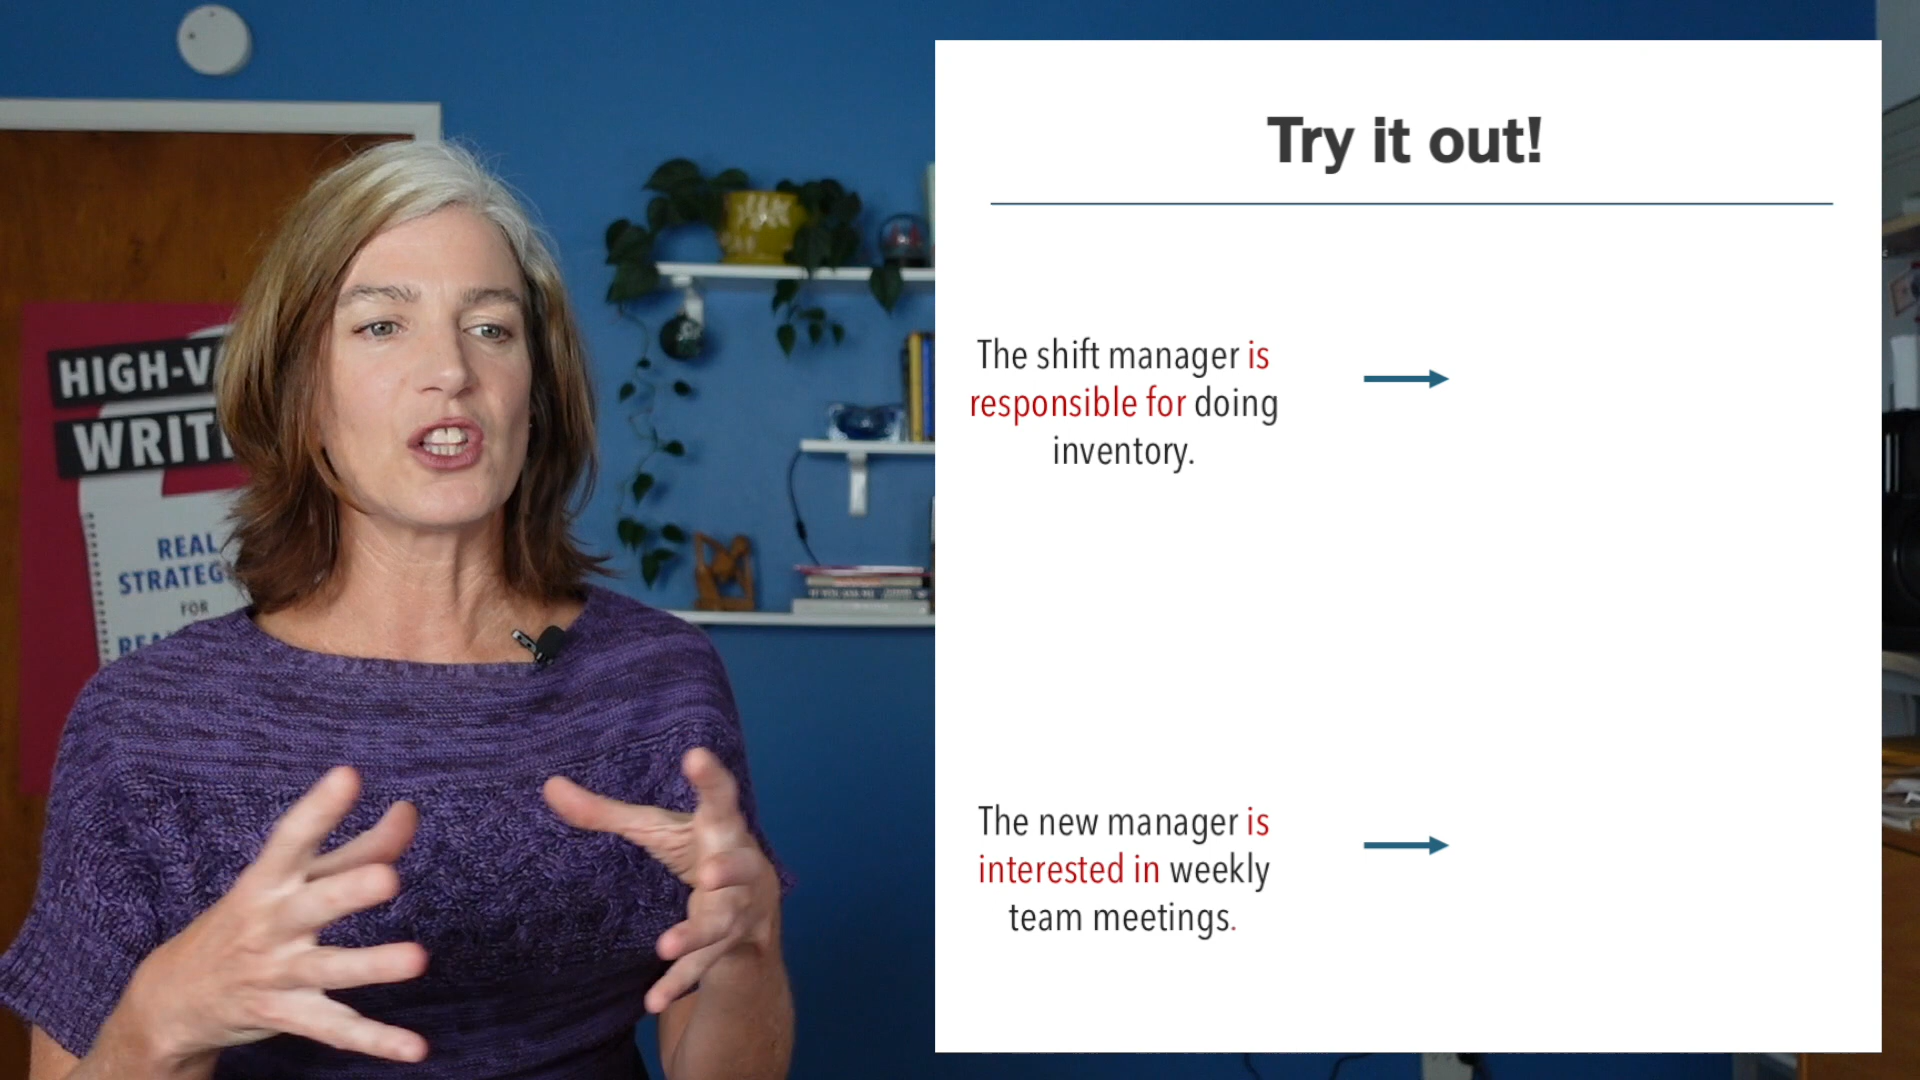 Try it out!
The shift manager is
responsible for doing
inventory.
The new manager is
interested in weekly
team meetings.
HIGH-V
WRIT
REAL
STRATEG
FOR